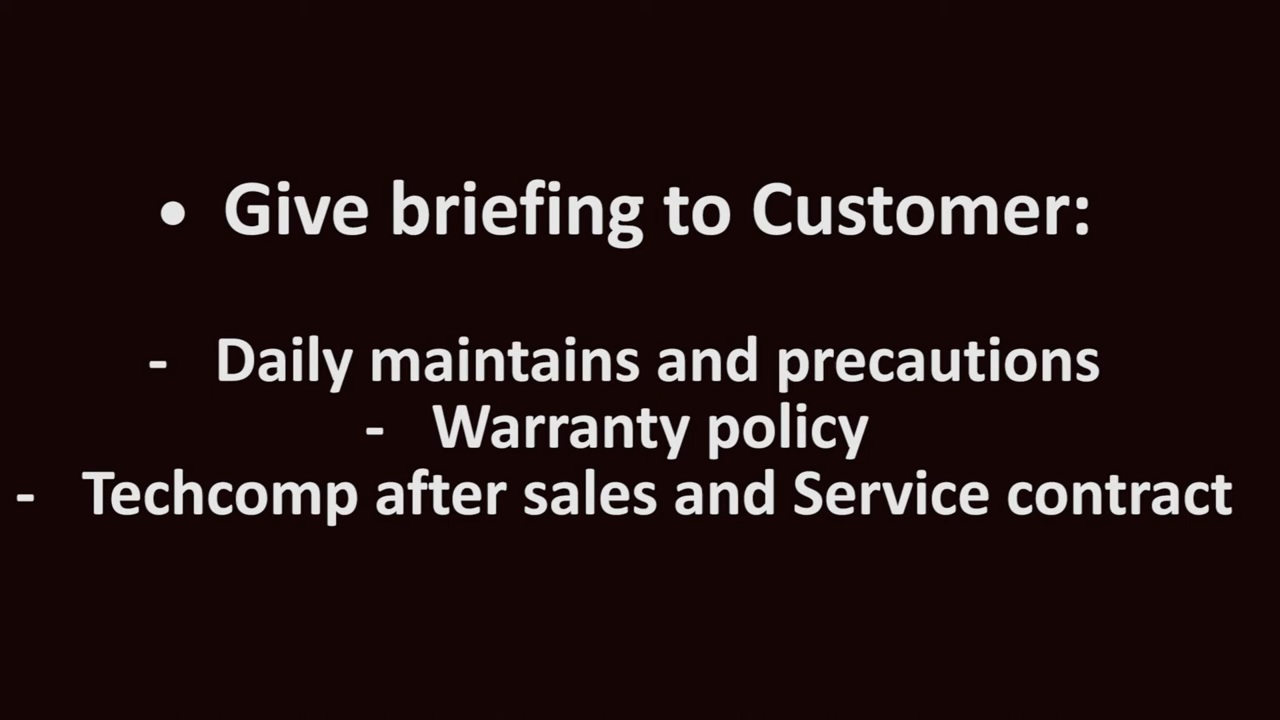 • Give briefing to Customer:
- Daily maintains and precautions
- Warranty policy
- Techcomp after sales and Service contract